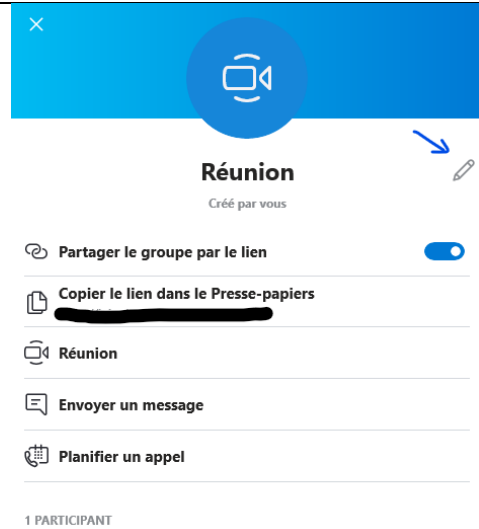 Réunion
Créé par vous
Partager le groupe par le lien
Copier le lien dans le Presse-papiers
Réunion
Envoyer un message
Planifier un appel
1 PARTICIPANT